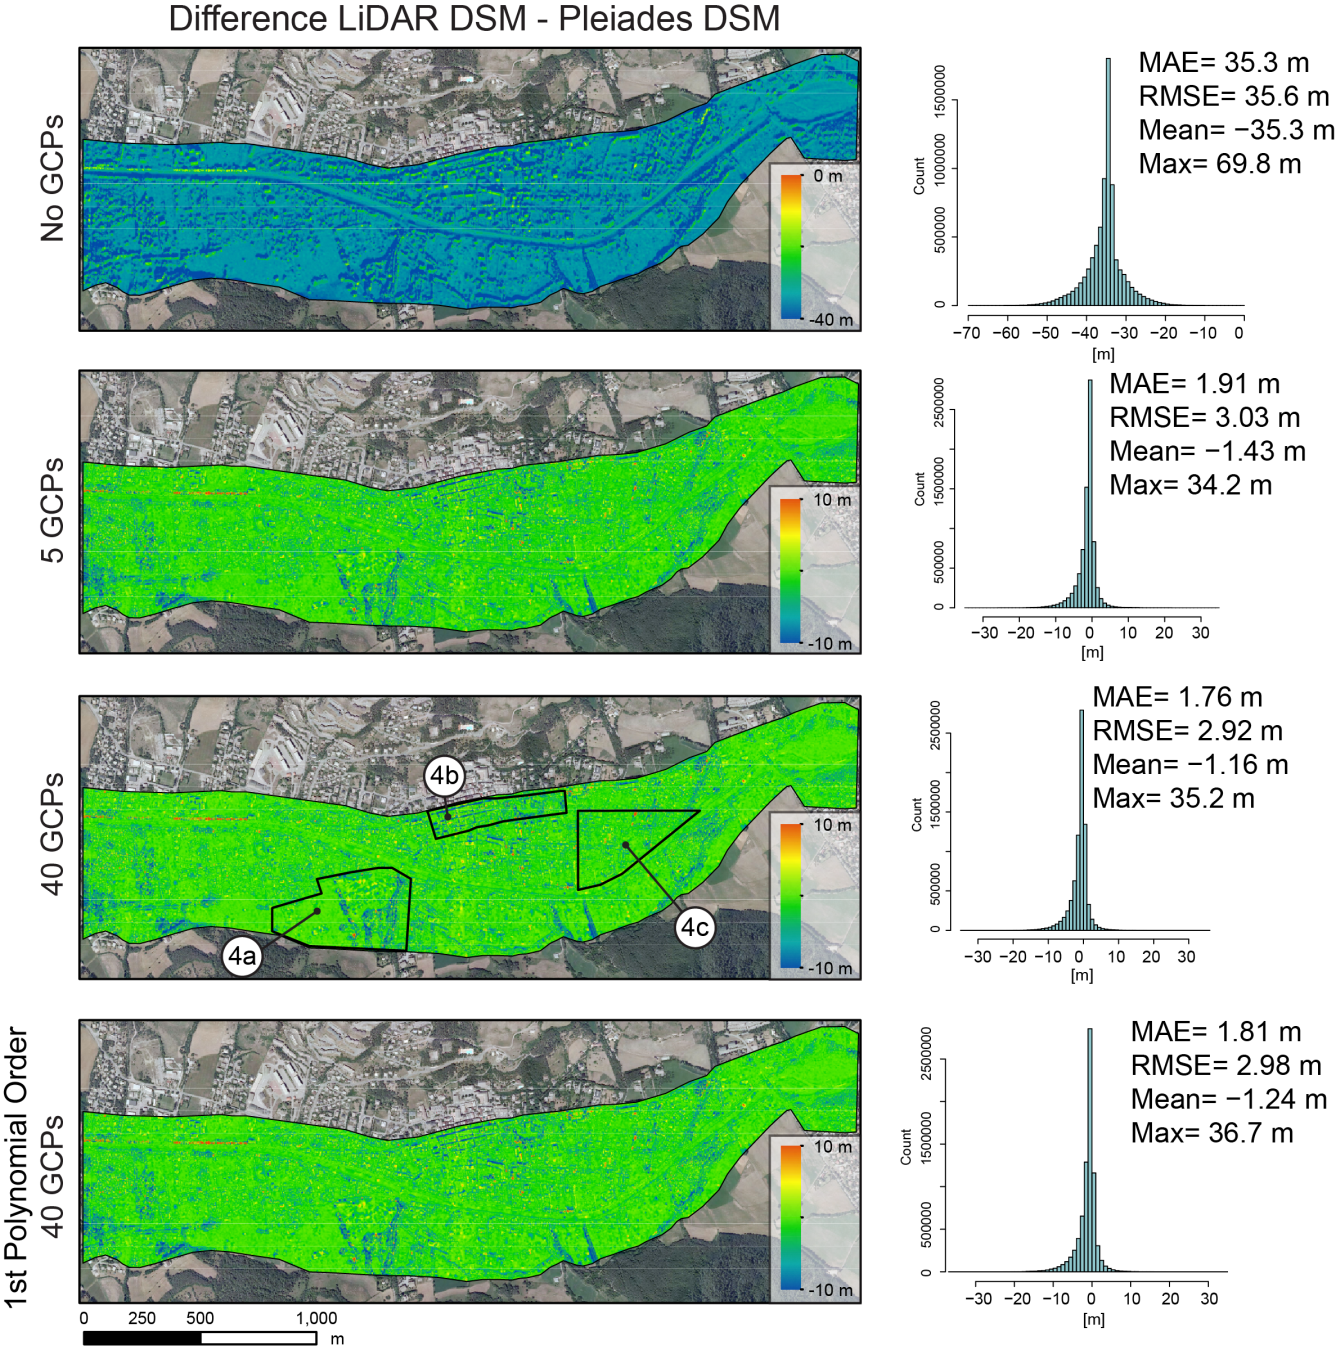 Difference LiDAR DSM - Pleiades DSM
No GCPs
0 m
-40 m
Count
0
500000
1000000
1500000
−70 −60 −50 −40 −30 −20 −10 0
[m]
MAE= 35.3 m
RMSE= 35.6 m
Mean= −35.3 m
Max= 69.8 m
5 GCPs
10 m
-10 m
Count
0
500000
1500000
2500000
−30 −20 −10 0 10 20 30
[m]
MAE= 1.91 m
RMSE= 3.03 m
Mean= −1.43 m
Max= 34.2 m
40 GCPs
4a
4b
4c
10 m
-10 m
Count
0
500000
1500000
2500000
−30 −20 −10 0 10 20 30
[m]
MAE= 1.76 m
RMSE= 2.92 m
Mean= −1.16 m
Max= 35.2 m
1st Polynomial Order
40 GCPs
10 m
-10 m
Count
0
500000
1500000
2500000
−30 −20 −10 0 10 20 30
[m]
MAE= 1.81 m
RMSE= 2.98 m
Mean= −1.24 m
Max= 36.7 m
0 250 500 1,000
m